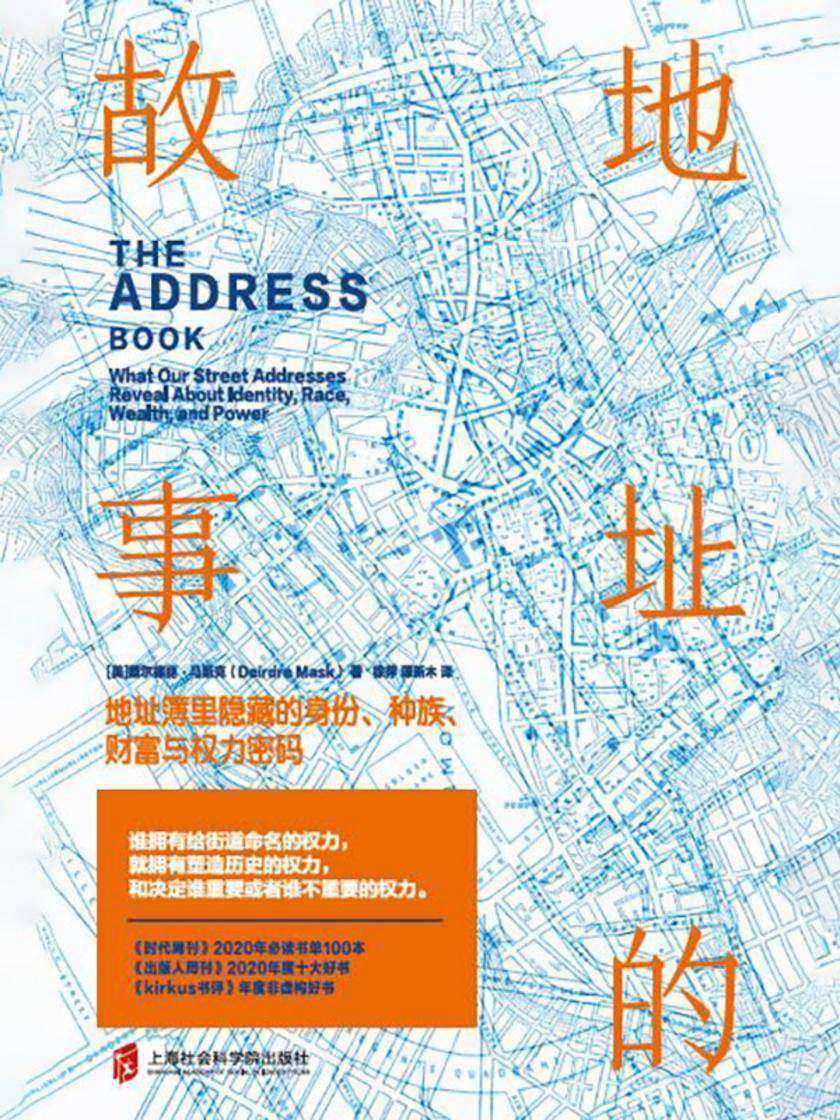 地址的
故事
THE
ADDRESS
BOOK
What Our Street Addresses
Reveal About Identity, Race,
Wealth, and Power
[美] · 马斯克 (Deirdre Mask) 著 译
地址簿里隐藏的身份、种族、
财富与权力密码
谁拥有给街道命名的权力，
就拥有塑造历史的权力，
和决定谁重要或者谁不重要的权力。
《时代周刊》2020年必读书单100本
《出版人周刊》2020年度十大好书
《kirkus书评》年度非虚构好书
上海社会科学院出版社
SHANGHAI ACADEMY OF SOCIAL SCIENCES PRESS